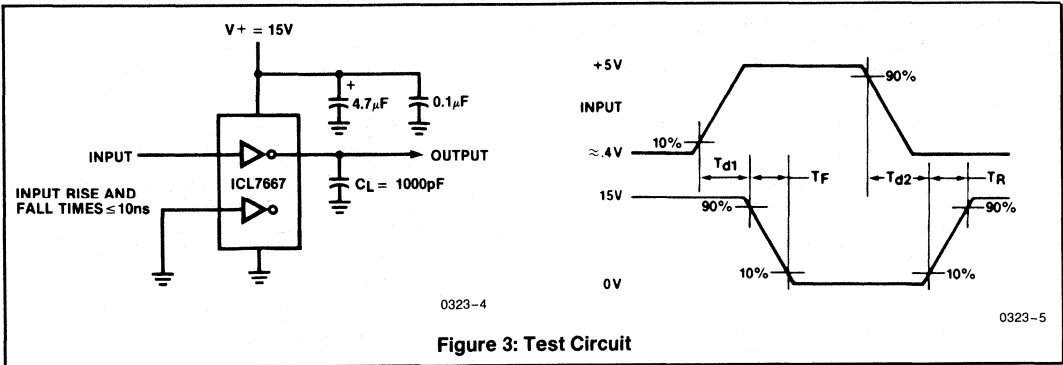 V+ = 15V
+
4.7μF
0.1μF
INPUT
OUTPUT
ICL7667
CL = 1000pF
INPUT RISE AND
FALL TIMES ≤ 10ns
0323-4
+5V
90%
INPUT
10%
≈.4V
Td1
TF
Td2
TR
15V
90%
90%
10%
10%
0V
0323-5
Figure 3: Test Circuit